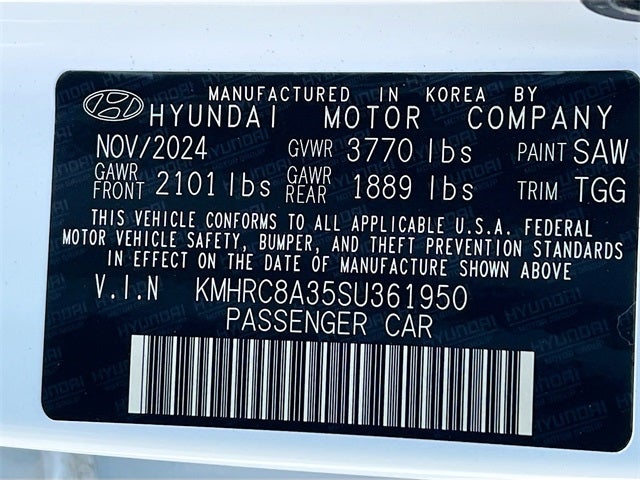 MANUFACTURED IN KOREA BY
HYUNDAI MOTOR COMPANY
NOV/2024 GVWR 3770 lbs PAINT SAW
GAWR FRONT 2101 lbs GAWR REAR 1889 lbs TRIM TGG
THIS VEHICLE CONFORMS TO ALL APPLICABLE U.S.A. FEDERAL
MOTOR VEHICLE SAFETY, BUMPER, AND THEFT PREVENTION STANDARDS
IN EFFECT ON THE DATE OF MANUFACTURE SHOWN ABOVE
V.I.N KMHRC8A35SU361950
PASSENGER CAR